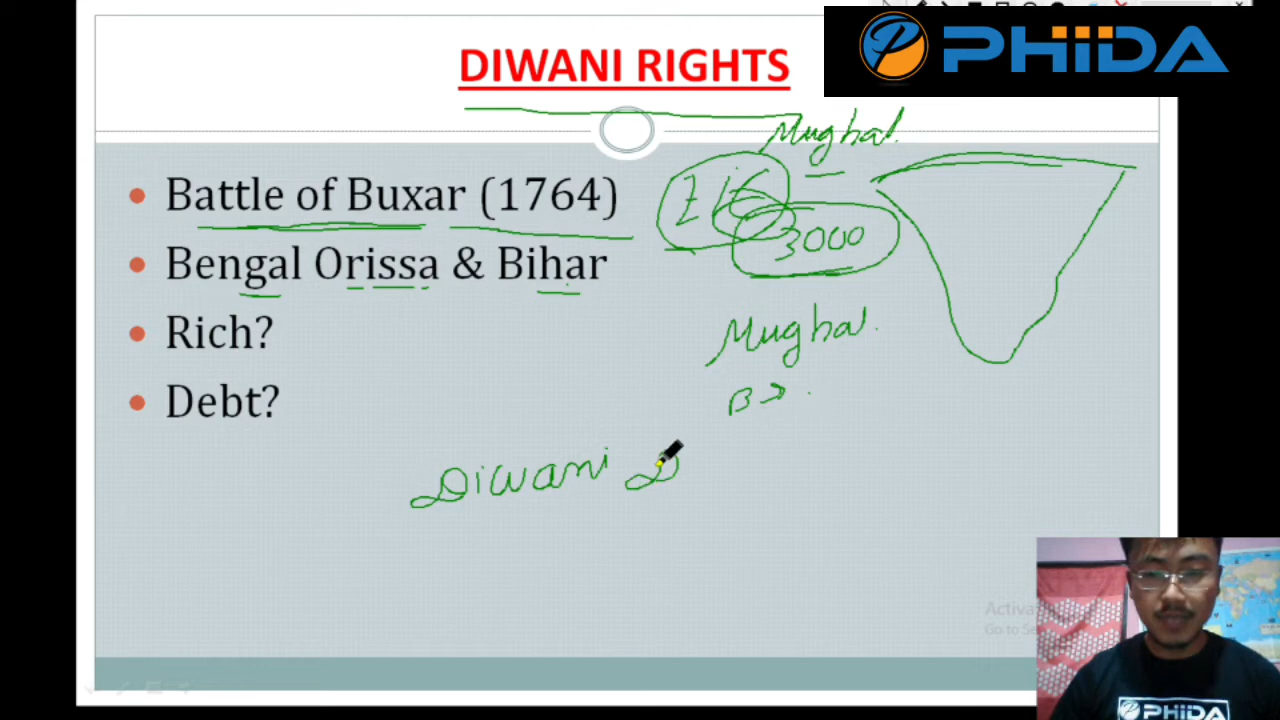 PHIDA
DIWANI RIGHTS
Mughal.
Battle of Buxar (1764)
3000
Bengal Orissa & Bihar
Rich?
Mughal.
Debt?
B →.
Diwani D
PHIDA